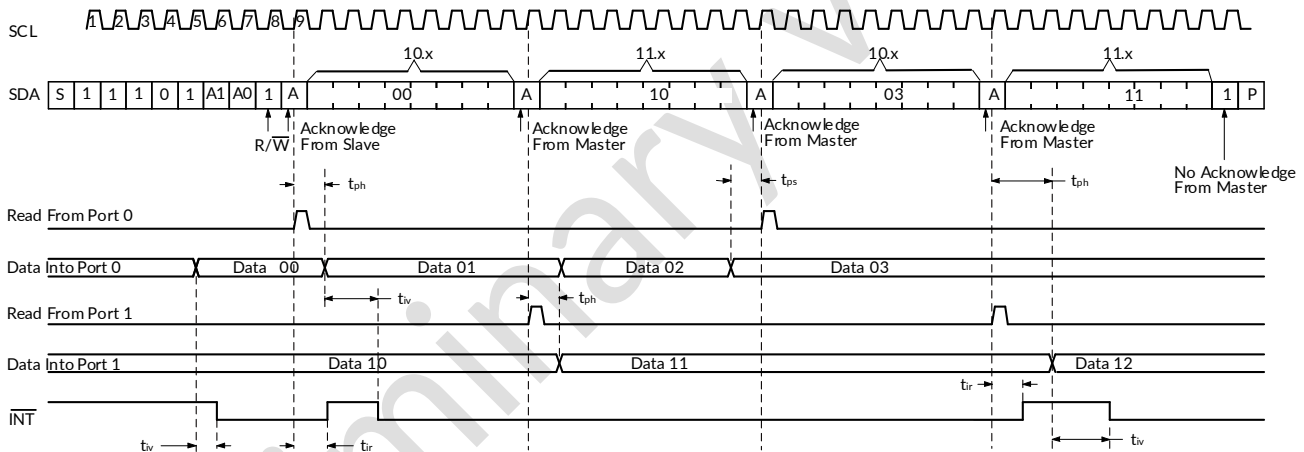 SCL 1 2 3 4 5 6 7 8 9
10.x 11.x 10.x 11.x
SDA S 1 1 1 0 1 A1 A0 1 A 00 A 10 A 03 A 11 1 P
R/W̅
Acknowledge
From Slave
Acknowledge
From Master
Acknowledge
From Master
Acknowledge
From Master
No Acknowledge
From Master
tph tps tph
Read From Port 0
Data Into Port 0 Data 00 Data 01 Data 02 Data 03
tiv tph
Read From Port 1
Data Into Port 1 Data 10 Data 11 Data 12
tir
I̅N̅T̅
tiv tir tiv